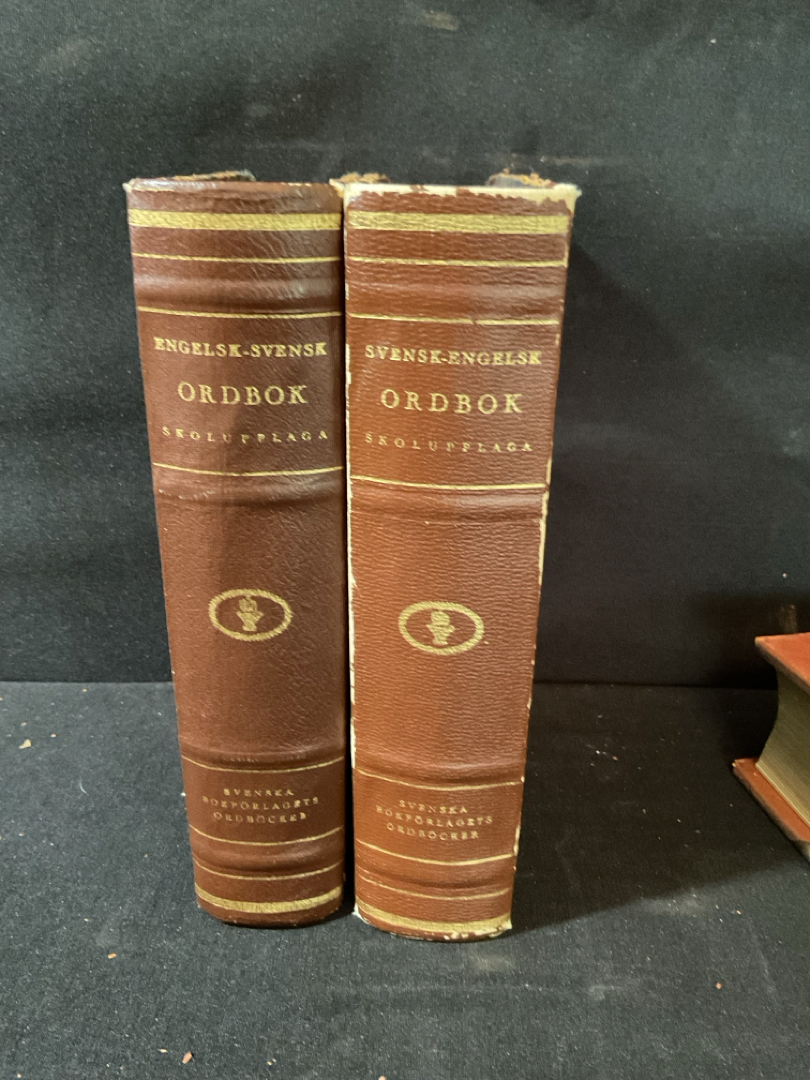 ENGELSK-SVENSK
ORDBOK
SKOLUPPLAGA
SVENSKA
BOKFÖRLAGETS
ORDBÖCKER
SVENSK-ENGELSK
ORDBOK
SKOLUPPLAGA
SVENSKA
BOKFÖRLAGETS
ORDBÖCKER